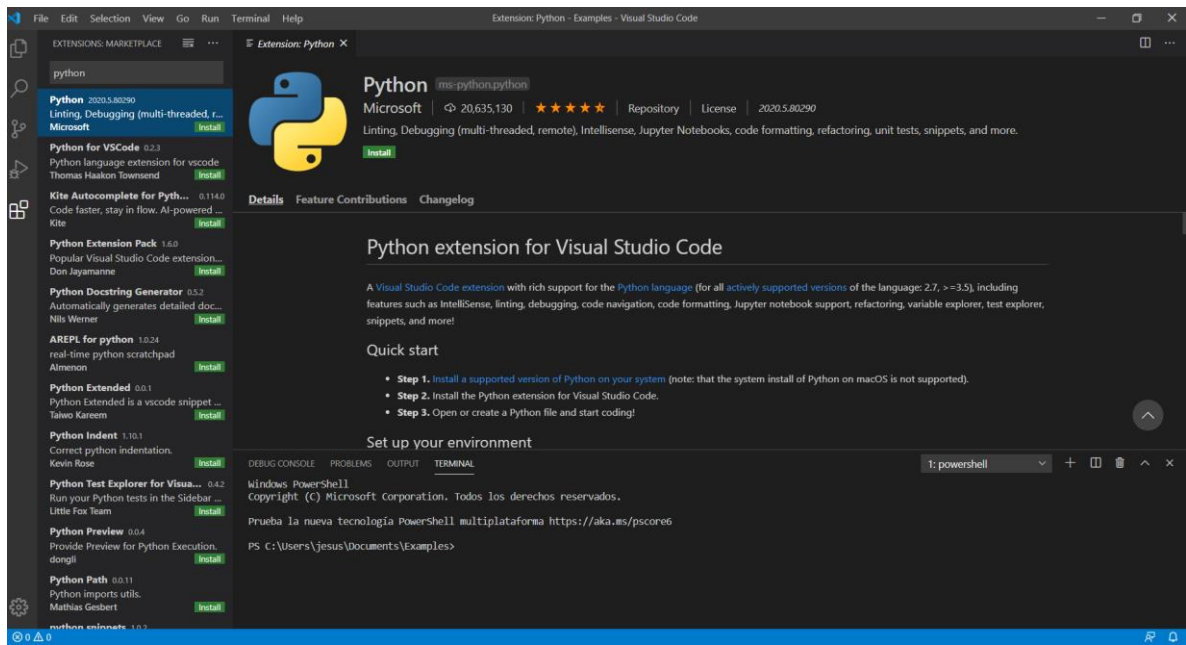 File Edit Selection View Go Run Terminal Help
Extension: Python - Examples - Visual Studio Code
EXTENSIONS: MARKETPLACE
python
Python 2020.5.80290
Linting, Debugging (multi-threaded, r...
Microsoft Install
Python for VSCode 0.2.3
Python language extension for vscode
Thomas Haakon Townsend Install
Kite Autocomplete for Pyth... 0.114.0
Code faster, stay in flow. AI-powered ...
Kite Install
Python Extension Pack 1.6.0
Popular Visual Studio Code extension...
Don Jayamanne Install
Python Docstring Generator 0.5.2
Automatically generates detailed doc...
Nils Werner Install
AREPL for python 1.0.24
real-time python scratchpad
Almenon Install
Python Extended 0.0.1
Python Extended is a vscode snippet ...
Taiwo Kareem Install
Python Indent 1.10.1
Correct python indentation.
Kevin Rose Install
Python Test Explorer for Visua... 0.4.2
Run your Python tests in the Sidebar ...
Little Fox Team Install
Python Preview 0.0.4
Provide Preview for Python Execution.
dongli Install
Python Path 0.0.11
Python imports utils.
Mathias Gesbert Install
python snippets 1.0.2
Extension: Python
Python ms-python.python
Microsoft 20,635,130 Repository License 2020.5.80290
Linting, Debugging (multi-threaded, remote), Intellisense, Jupyter Notebooks, code formatting, refactoring, unit tests, snippets, and more.
Install
Details Feature Contributions Changelog
Python extension for Visual Studio Code
A Visual Studio Code extension with rich support for the Python language (for all actively supported versions of the language: 2.7, >=3.5), including
features such as IntelliSense, linting, debugging, code navigation, code formatting, Jupyter notebook support, refactoring, variable explorer, test explorer,
snippets, and more!
Quick start
• Step 1. Install a supported version of Python on your system (note: that the system install of Python on macOS is not supported).
• Step 2. Install the Python extension for Visual Studio Code.
• Step 3. Open or create a Python file and start coding!
Set up your environment
DEBUG CONSOLE PROBLEMS OUTPUT TERMINAL
1: powershell
Windows PowerShell
Copyright (C) Microsoft Corporation. Todos los derechos reservados.
Prueba la nueva tecnología PowerShell multiplataforma https://aka.ms/pscore6
PS C:\Users\jesus\Documents\Examples>
0 0